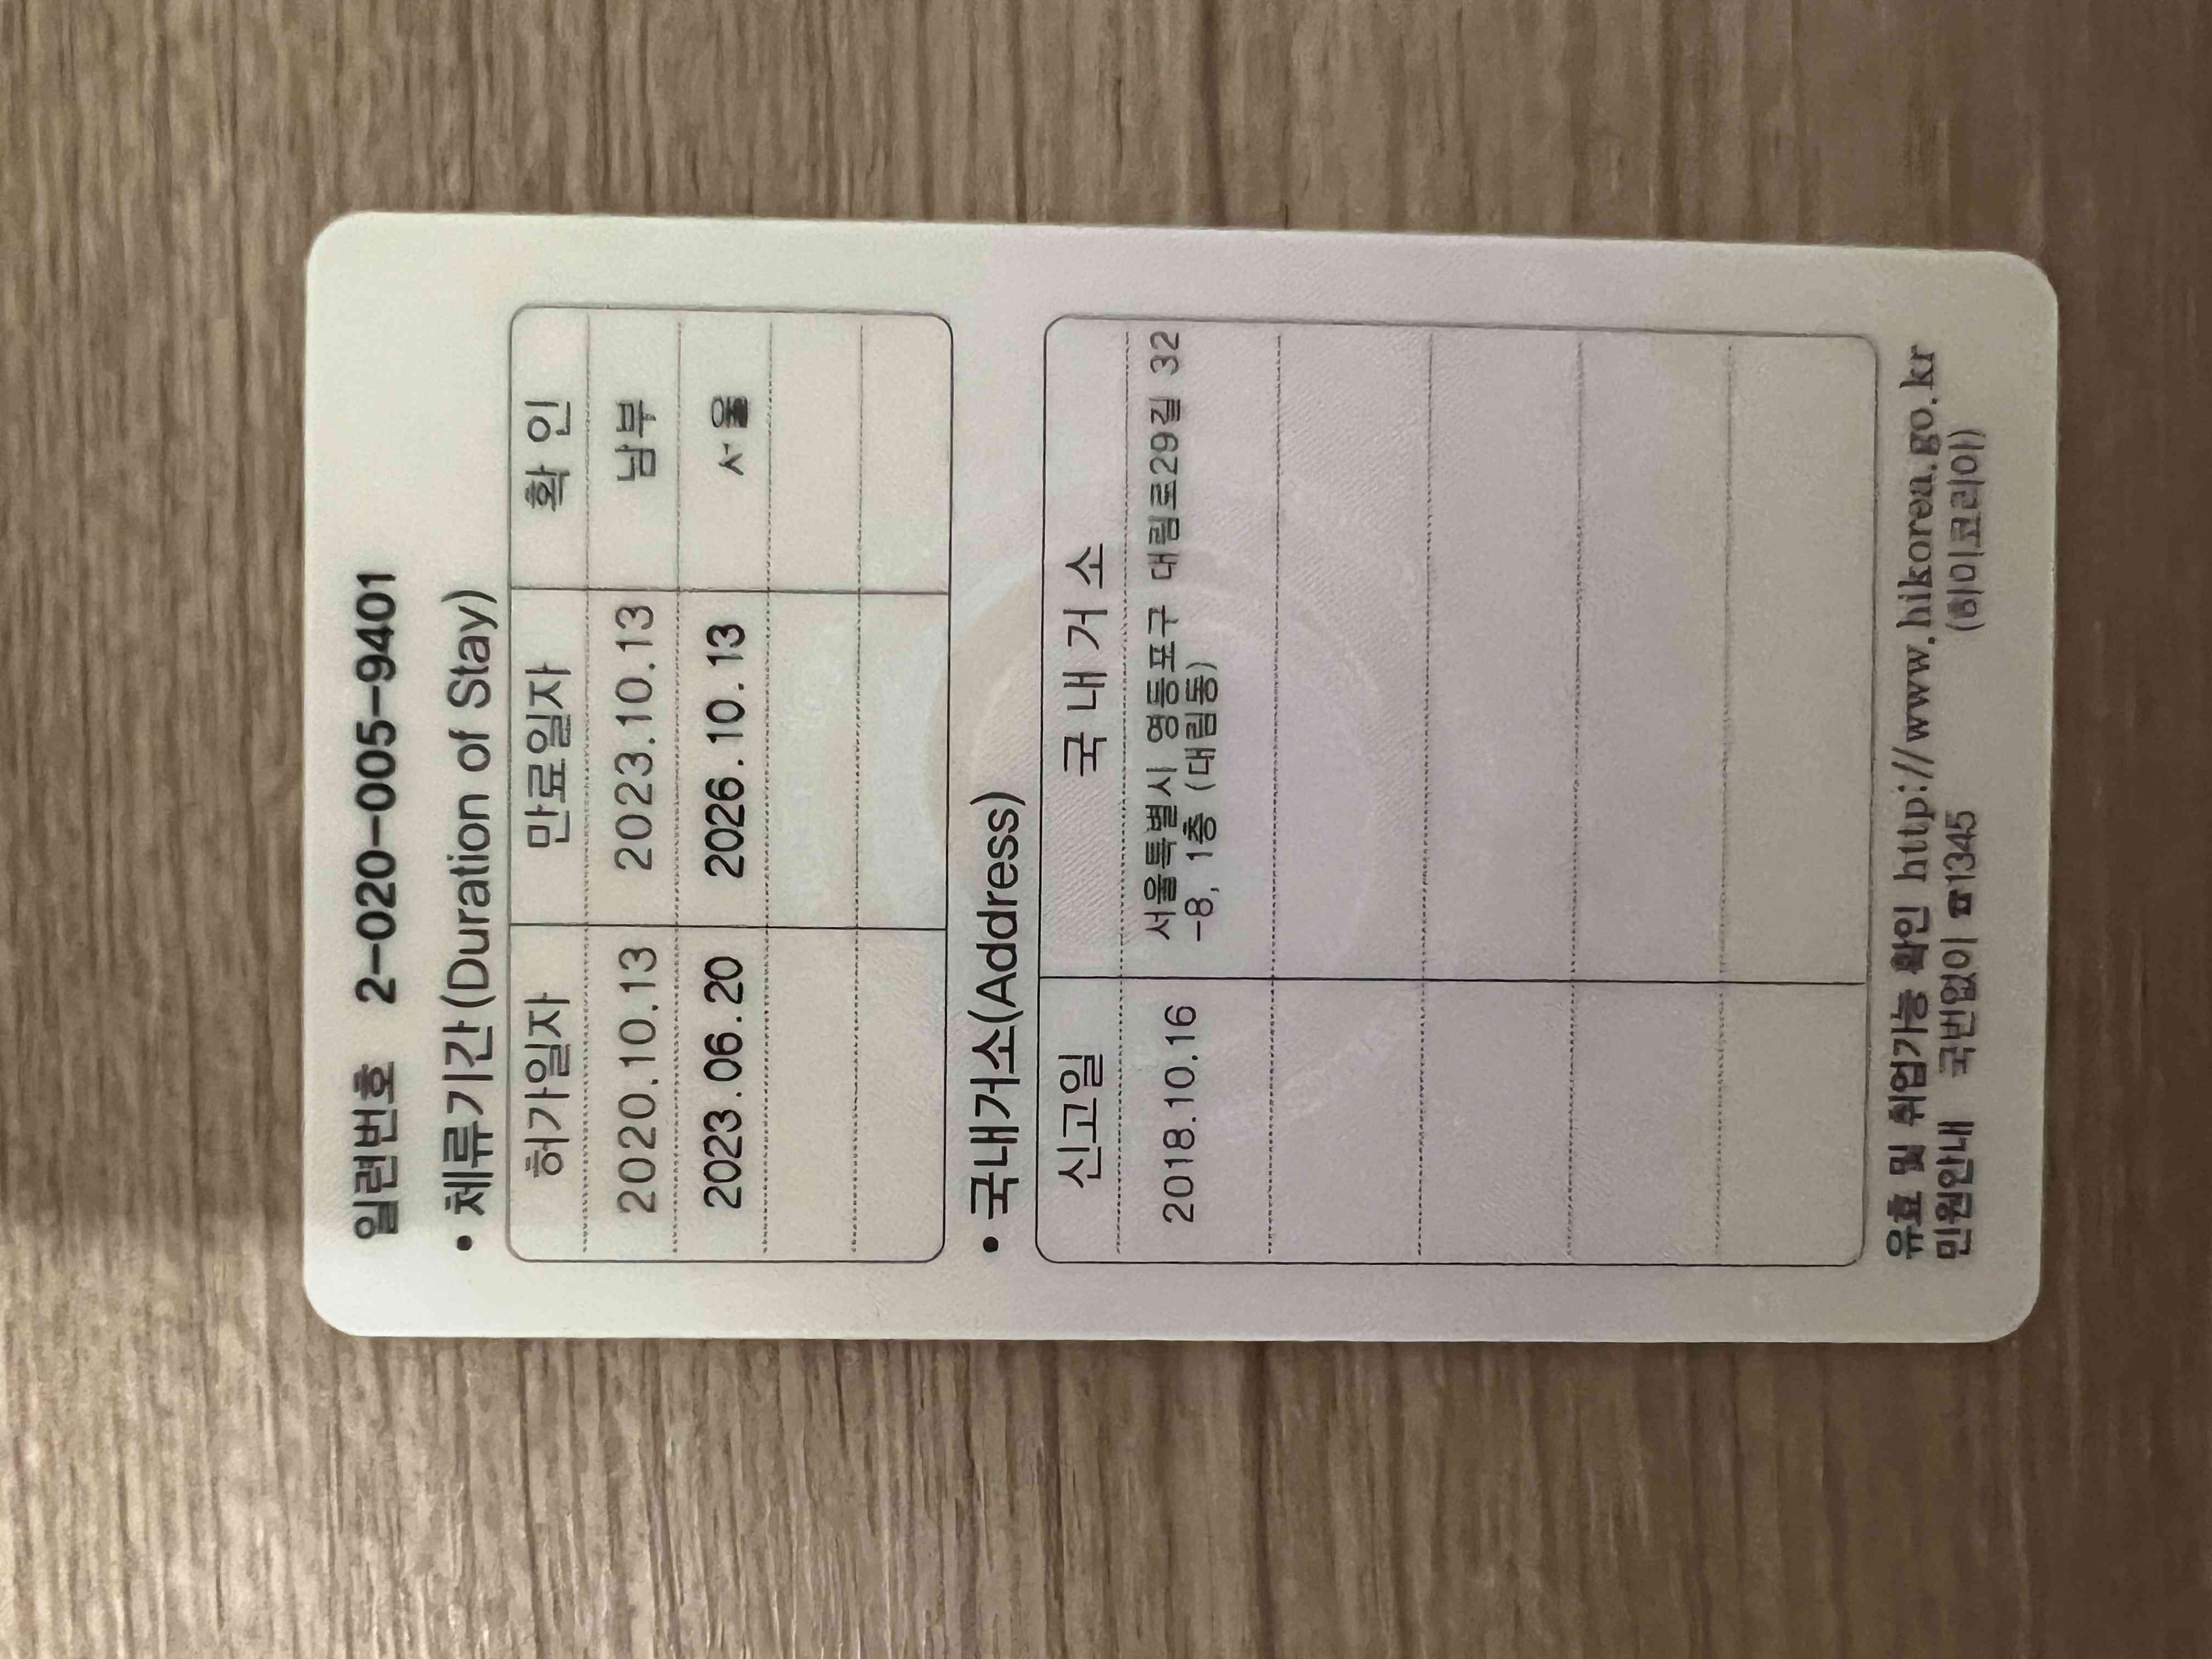 일련번호 2-020-005-9401
• 체류기간(Duration of Stay)
허가일자 만료일자 확 인
2020.10.13 2023.10.13 남부
2023.06.20 2026.10.13 서울
• 국내거소(Address)
신고일 국 내 거 소
2018.10.16 서울특별시 영등포구 대림로29길 32
-8, 1층 (대림동)
유효 및 취업가능 확인 http://www.hikorea.go.kr
민원안내 국번없이 ☎1345 (하이코리아)